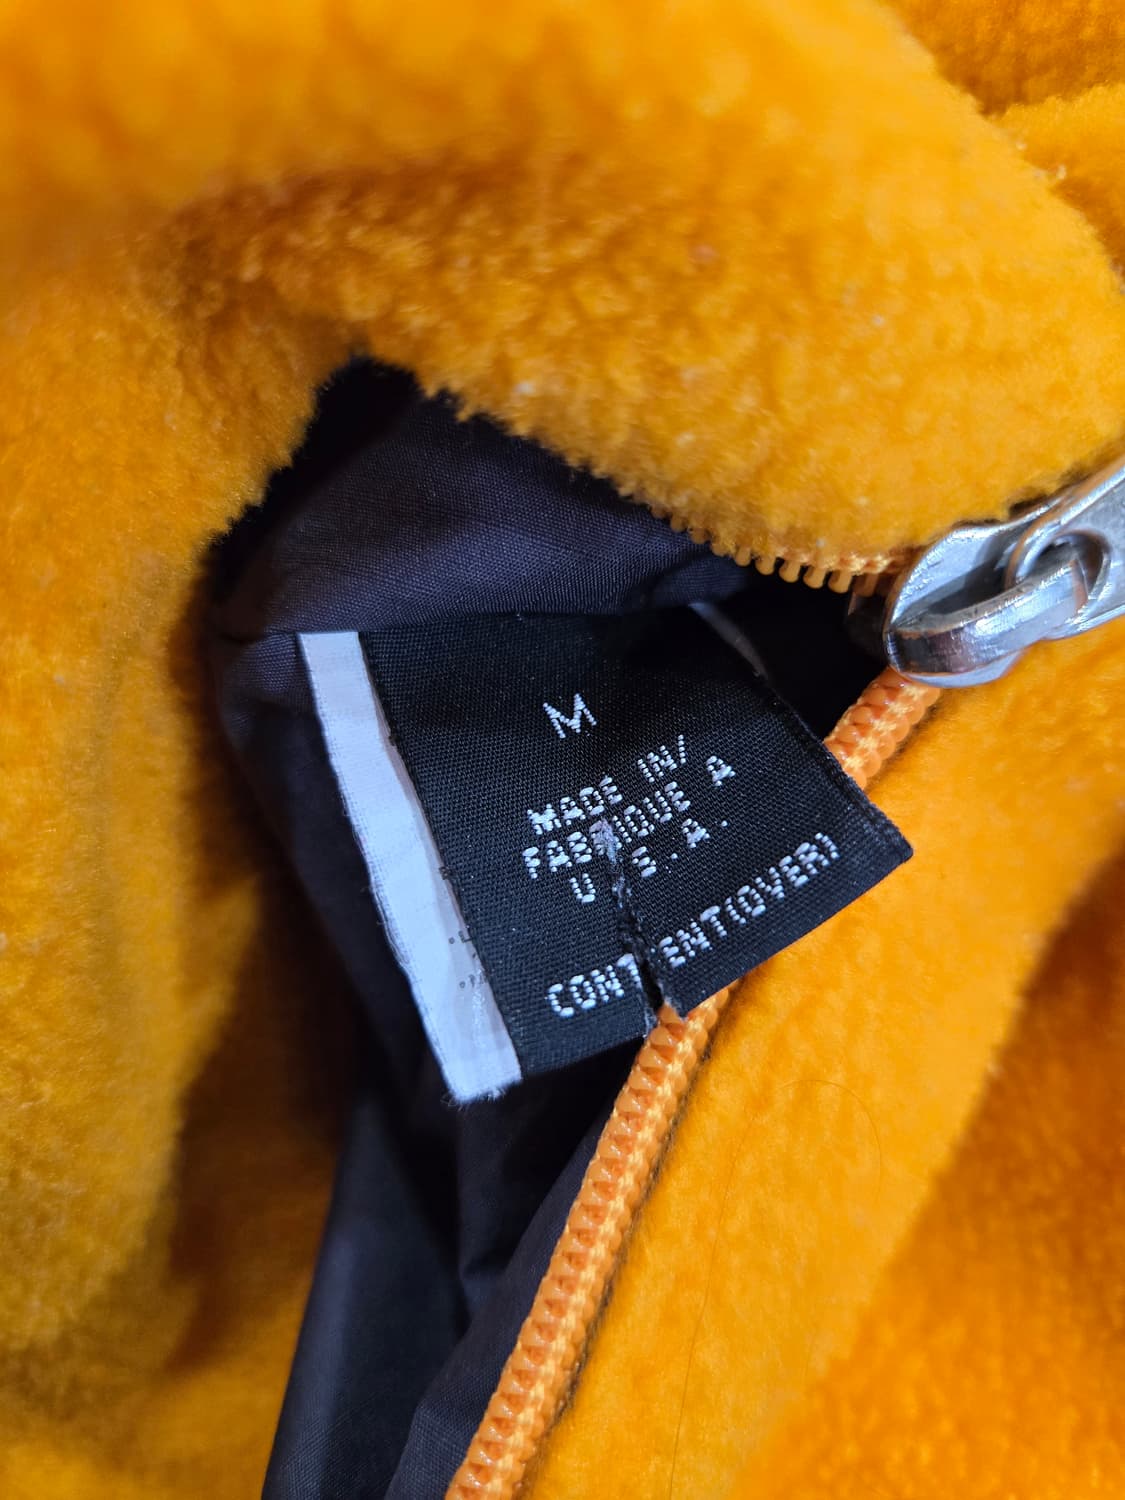 M
MADE IN/
FABRIQUE A
U.S.A.
CONTENT(OVER)